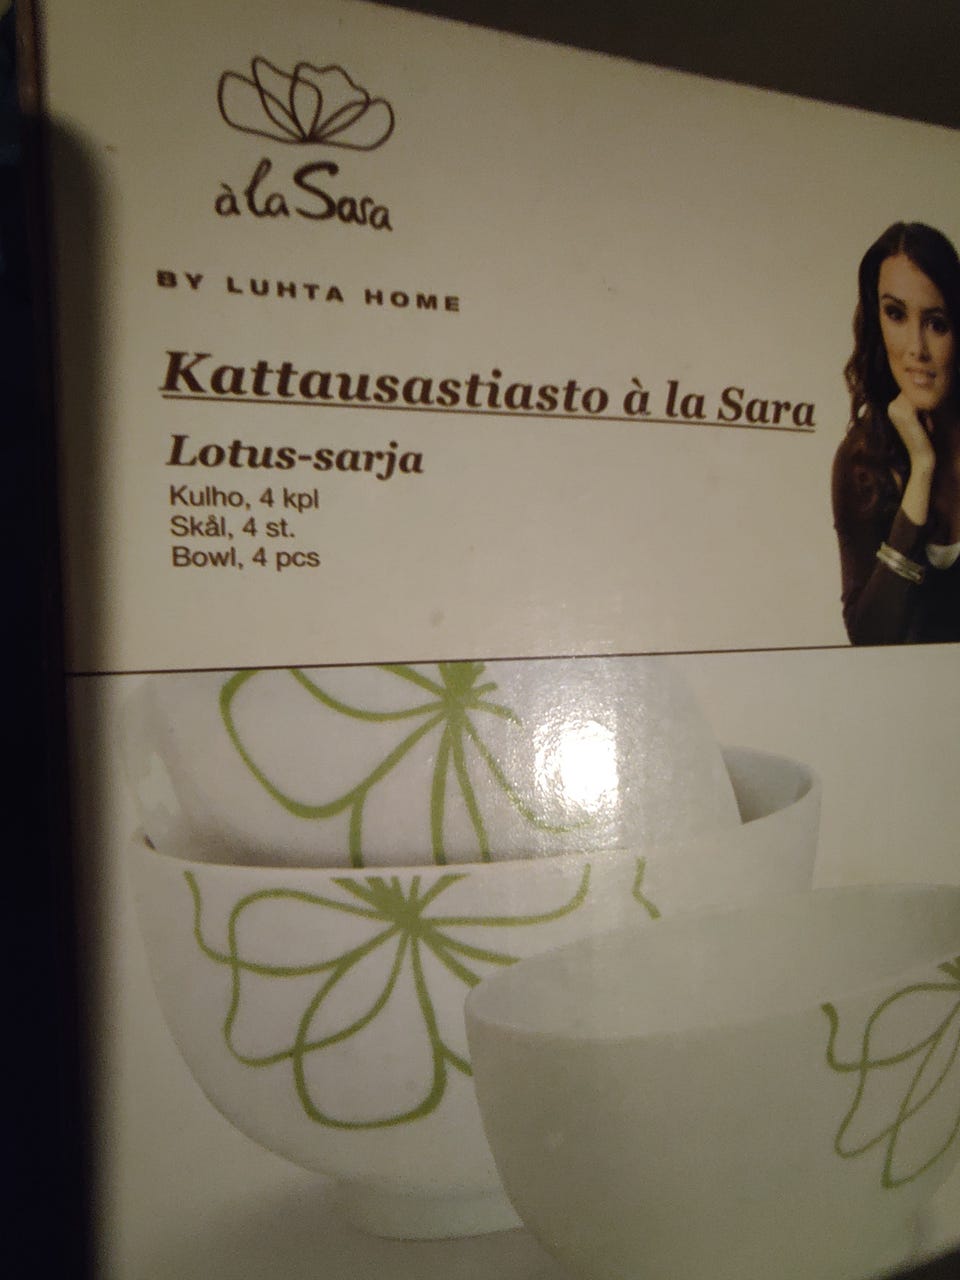 à la Sara
BY LUHTA HOME
Kattausastiasto à la Sara
Lotus-sarja
Kulho, 4 kpl
Skål, 4 st.
Bowl, 4 pcs